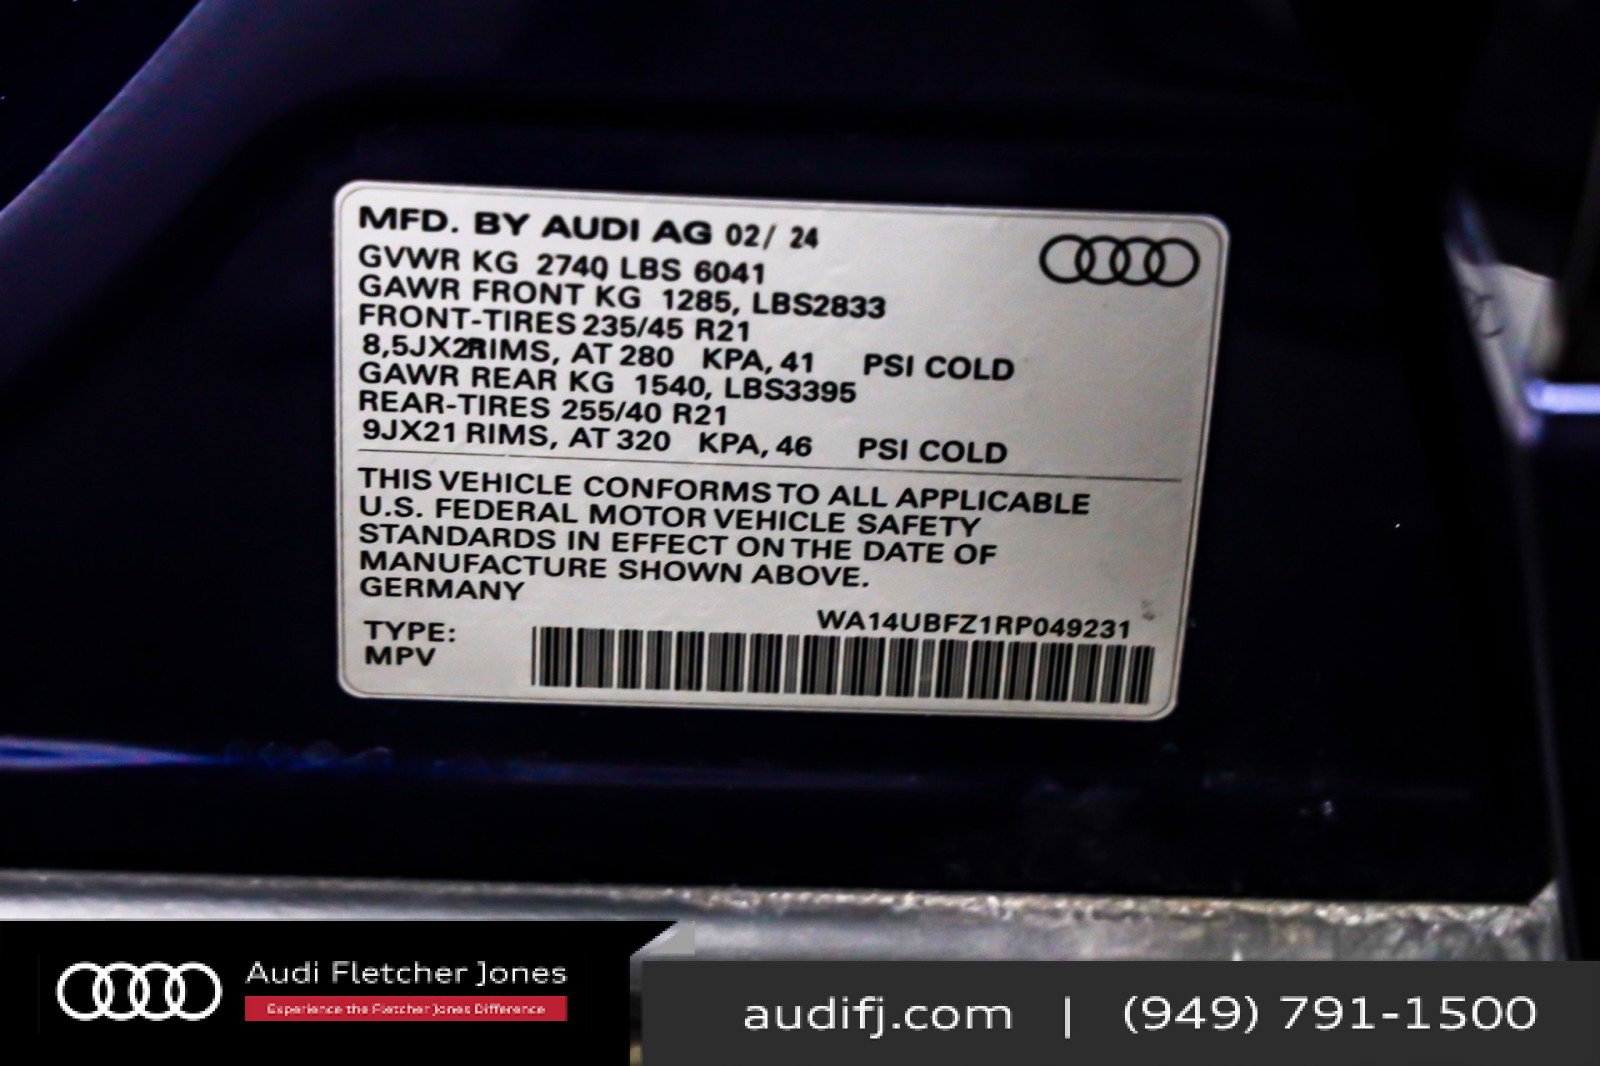 MFD. BY AUDI AG 02/ 24
GVWR KG 2740 LBS 6041
GAWR FRONT KG 1285, LBS2833
FRONT-TIRES 235/45 R21
8,5JX2RIMS, AT 280 KPA, 41 PSI COLD
GAWR REAR KG 1540, LBS3395
REAR-TIRES 255/40 R21
9JX21 RIMS, AT 320 KPA, 46 PSI COLD
THIS VEHICLE CONFORMS TO ALL APPLICABLE
U.S. FEDERAL MOTOR VEHICLE SAFETY
STANDARDS IN EFFECT ON THE DATE OF
MANUFACTURE SHOWN ABOVE.
GERMANY
WA14UBFZ1RP049231
TYPE:
MPV
Audi Fletcher Jones
Experience the Fletcher Jones Difference
audifj.com | (949) 791-1500